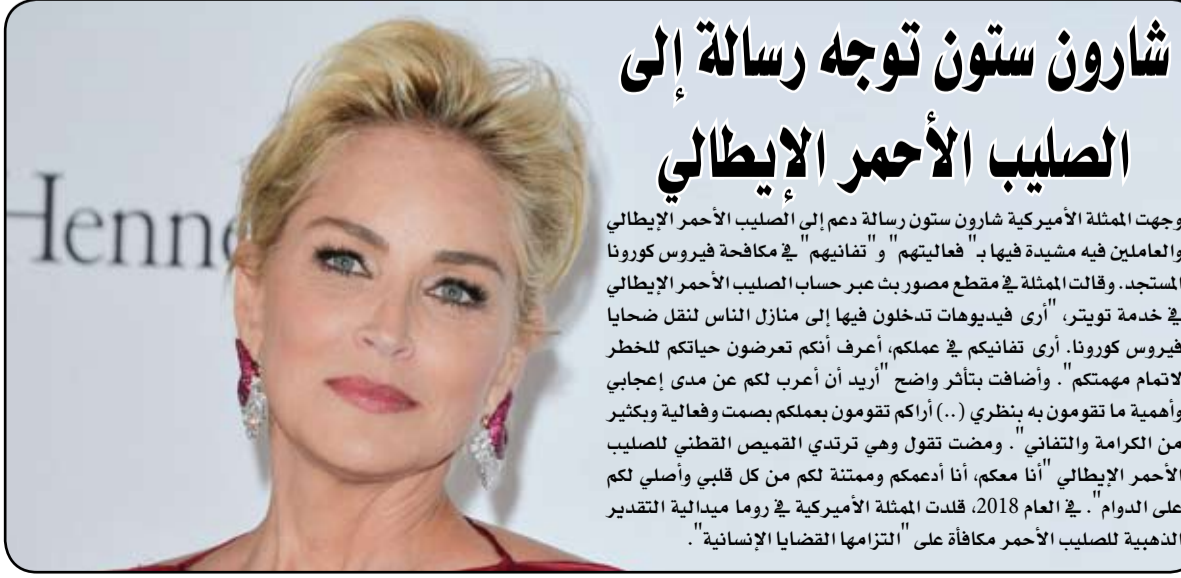 شارون ستون توجه رسالة إلى
الصليب الأحمر الإيطالي
وجهت الممثلة الأميركية شارون ستون رسالة دعم إلى الصليب الأحمر الإيطالي
والعاملين فيه مشيدة فيها بـ" فعاليتهم" و"تفانيهم" في مكافحة فيروس كورونا
المستجد. وقالت الممثلة في مقطع مصور بث عبر حساب الصليب الأحمر الإيطالي
في خدمة تويتر، "أرى فيديوهات تدخلون فيها إلى منازل الناس لنقل ضحايا
فيروس كورونا. أرى تفانيكم في عملكم، أعرف أنكم تعرضون حياتكم للخطر
لاتمام مهمتكم". وأضافت بتأثر واضح "أريد أن أعرب لكم عن مدى إعجابي
وأهمية ما تقومون به بنظري (..) أراكم تقومون بعملكم بصمت وفعالية وبكثير
من الكرامة والتفاني". ومضت تقول وهي ترتدي القميص القطني للصليب
الأحمر الإيطالي "أنا معكم، أنا أدعمكم وممتنة لكم من كل قلبي وأصلي لكم
على الدوام". في العام 2018، قلدت الممثلة الأميركية في روما ميدالية التقدير
الذهبية للصليب الأحمر مكافأة على "التزامها القضايا الإنسانية".
Henne